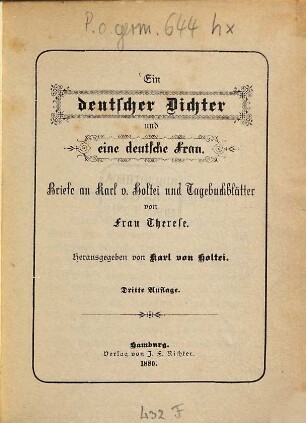 P.o.germ. 644 hx
Ein
deutscher Dichter
und
eine deutsche Frau.
Briefe an Karl v. Holtei und Tagebuchblätter
von
Frau Therese.
Herausgegeben von Karl von Holtei.
Dritte Auflage.
Hamburg.
Verlag von J. F. Richter.
1880.
432 F